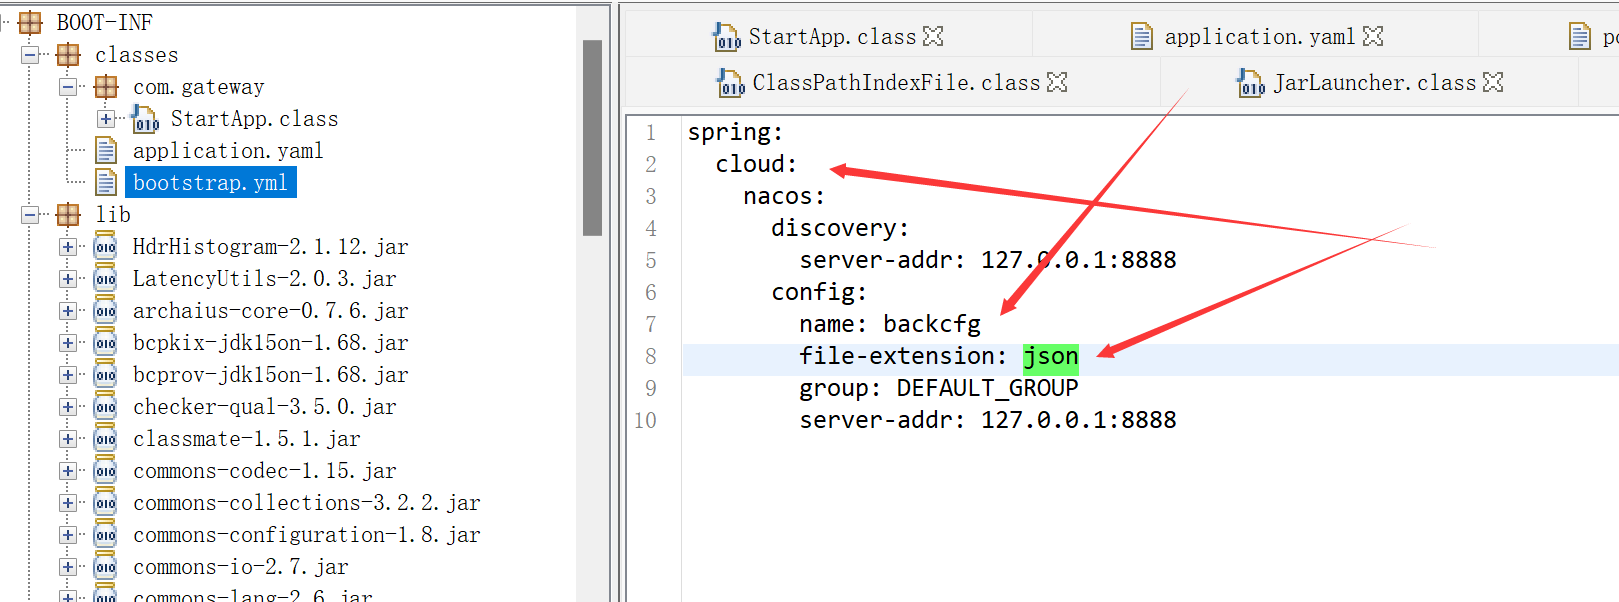 BOOT-INF
classes
com.gateway
StartApp.class
application.yaml
bootstrap.yml
lib
HdrHistogram-2.1.12.jar
LatencyUtils-2.0.3.jar
archaius-core-0.7.6.jar
bcpkix-jdk15on-1.68.jar
bcprov-jdk15on-1.68.jar
checker-qual-3.5.0.jar
classmate-1.5.1.jar
commons-codec-1.15.jar
commons-collections-3.2.2.jar
commons-configuration-1.8.jar
commons-io-2.7.jar
commons-lang-2.6.jar
StartApp.class application.yaml
ClassPathIndexFile.class JarLauncher.class
1 spring:
2 cloud:
3 nacos:
4 discovery:
5 server-addr: 127.0.0.1:8888
6 config:
7 name: backcfg
8 file-extension: json
9 group: DEFAULT_GROUP
10 server-addr: 127.0.0.1:8888